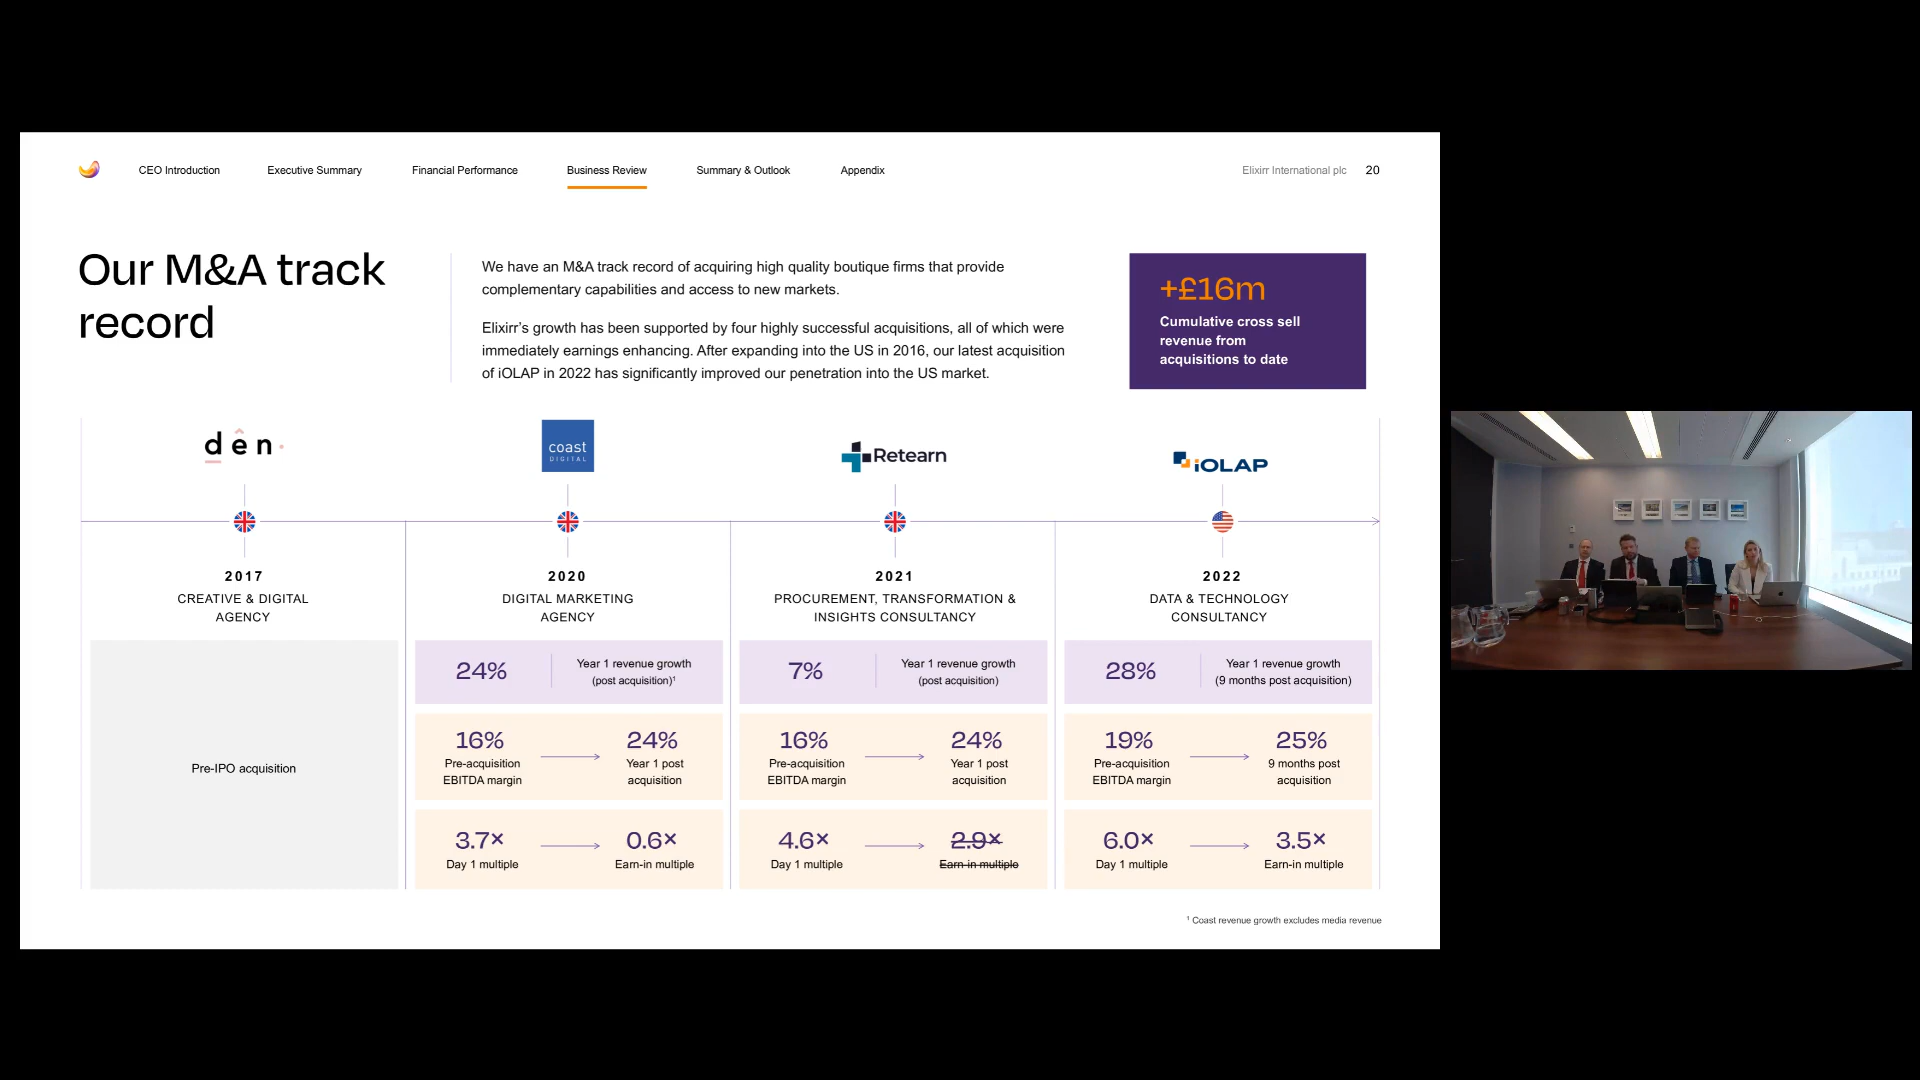 CEO Introduction
Executive Summary
Financial Performance
Business Review
Summary & Outlook
Appendix
Elixirr International plc
20
Our M&A track
record
We have an M&A track record of acquiring high quality boutique firms that provide
complementary capabilities and access to new markets.
Elixirr’s growth has been supported by four highly successful acquisitions, all of which were
immediately earnings enhancing. After expanding into the US in 2016, our latest acquisition
of iOLAP in 2022 has significantly improved our penetration into the US market.
+£16m
Cumulative cross sell
revenue from
acquisitions to date
dên
coast
DIGITAL
Retearn
iOLAP
2017
CREATIVE & DIGITAL
AGENCY
Pre-IPO acquisition
2020
DIGITAL MARKETING
AGENCY
24%
Year 1 revenue growth
(post acquisition)¹
16%
Pre-acquisition
EBITDA margin
24%
Year 1 post
acquisition
3.7×
Day 1 multiple
0.6×
Earn-in multiple
2021
PROCUREMENT, TRANSFORMATION &
INSIGHTS CONSULTANCY
7%
Year 1 revenue growth
(post acquisition)
16%
Pre-acquisition
EBITDA margin
24%
Year 1 post
acquisition
4.6×
Day 1 multiple
2.9×
Earn-in multiple
2022
DATA & TECHNOLOGY
CONSULTANCY
28%
Year 1 revenue growth
(9 months post acquisition)
19%
Pre-acquisition
EBITDA margin
25%
9 months post
acquisition
6.0×
Day 1 multiple
3.5×
Earn-in multiple
¹ Coast revenue growth excludes media revenue